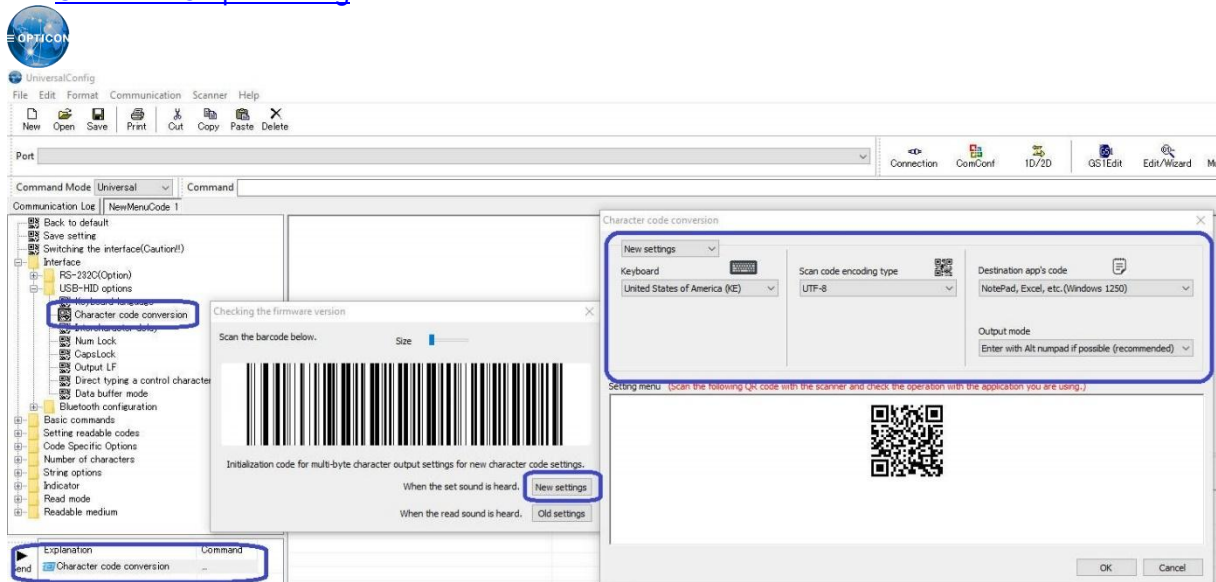 OPTICON
UniversalConfig
File Edit Format Communication Scanner Help
New Open Save Print Cut Copy Paste Delete
Port
Connection ComConf 1D/2D GS1Edit Edit/Wizard
Command Mode Universal Command
Communication Log NewMenuCode 1
Back to default
Save setting
Switching the interface(Caution!!)
Interface
RS-232C(Option)
USB-HID options
Keyboard language
Character code conversion
Intercharacter delay
Num Lock
CapsLock
Output LF
Direct typing a control character
Data buffer mode
Bluetooth configuration
Basic commands
Setting readable codes
Code Specific Options
Number of characters
String options
Indicator
Read mode
Readable medium
Explanation Command
Character code conversion ..
Checking the firmware version
Scan the barcode below. Size
Initialization code for multi-byte character output settings for new character code settings.
When the set sound is heard. New settings
When the read sound is heard. Old settings
Character code conversion
New settings
Keyboard
United States of America (KE)
Scan code encoding type
UTF-8
Destination app's code
NotePad, Excel, etc.(Windows 1250)
Output mode
Enter with Alt numpad if possible (recommended)
Setting menu (Scan the following QR code with the scanner and check the operation with the application you are using.)
OK Cancel